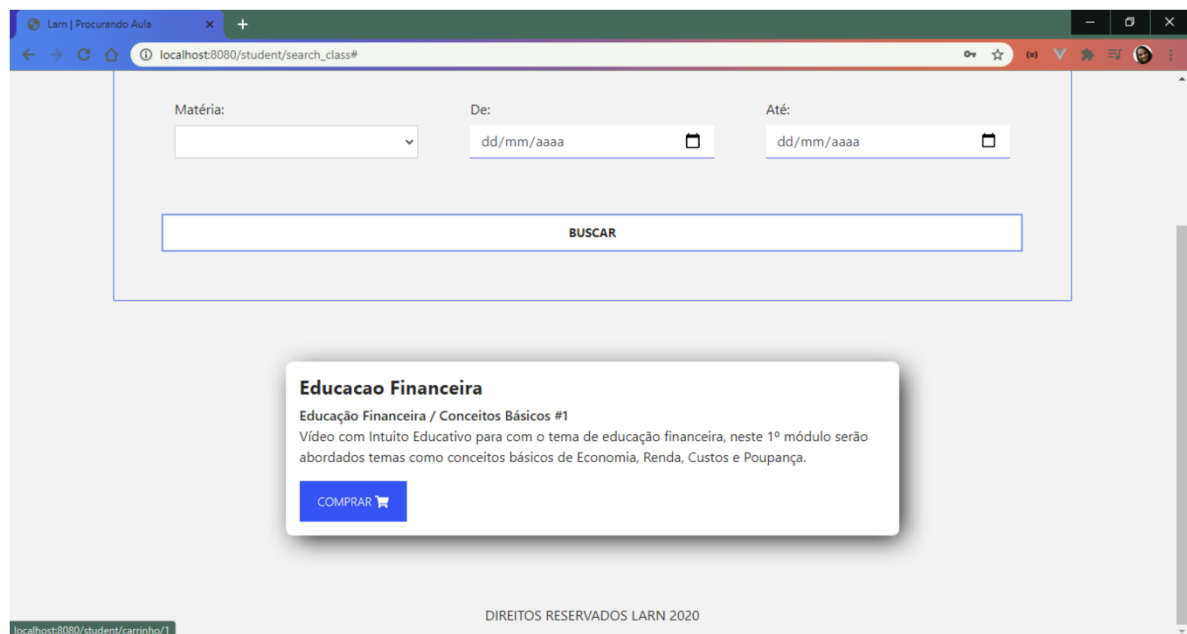 Larn | Procurando Aula
localhost:8080/student/search_class#
Matéria: De: Até:
dd/mm/aaaa dd/mm/aaaa
BUSCAR
Educacao Financeira
Educação Financeira / Conceitos Básicos #1
Vídeo com Intuito Educativo para com o tema de educação financeira, neste 1º módulo serão
abordados temas como conceitos básicos de Economia, Renda, Custos e Poupança.
COMPRAR
DIREITOS RESERVADOS LARN 2020
localhost:8080/student/carrinho/1